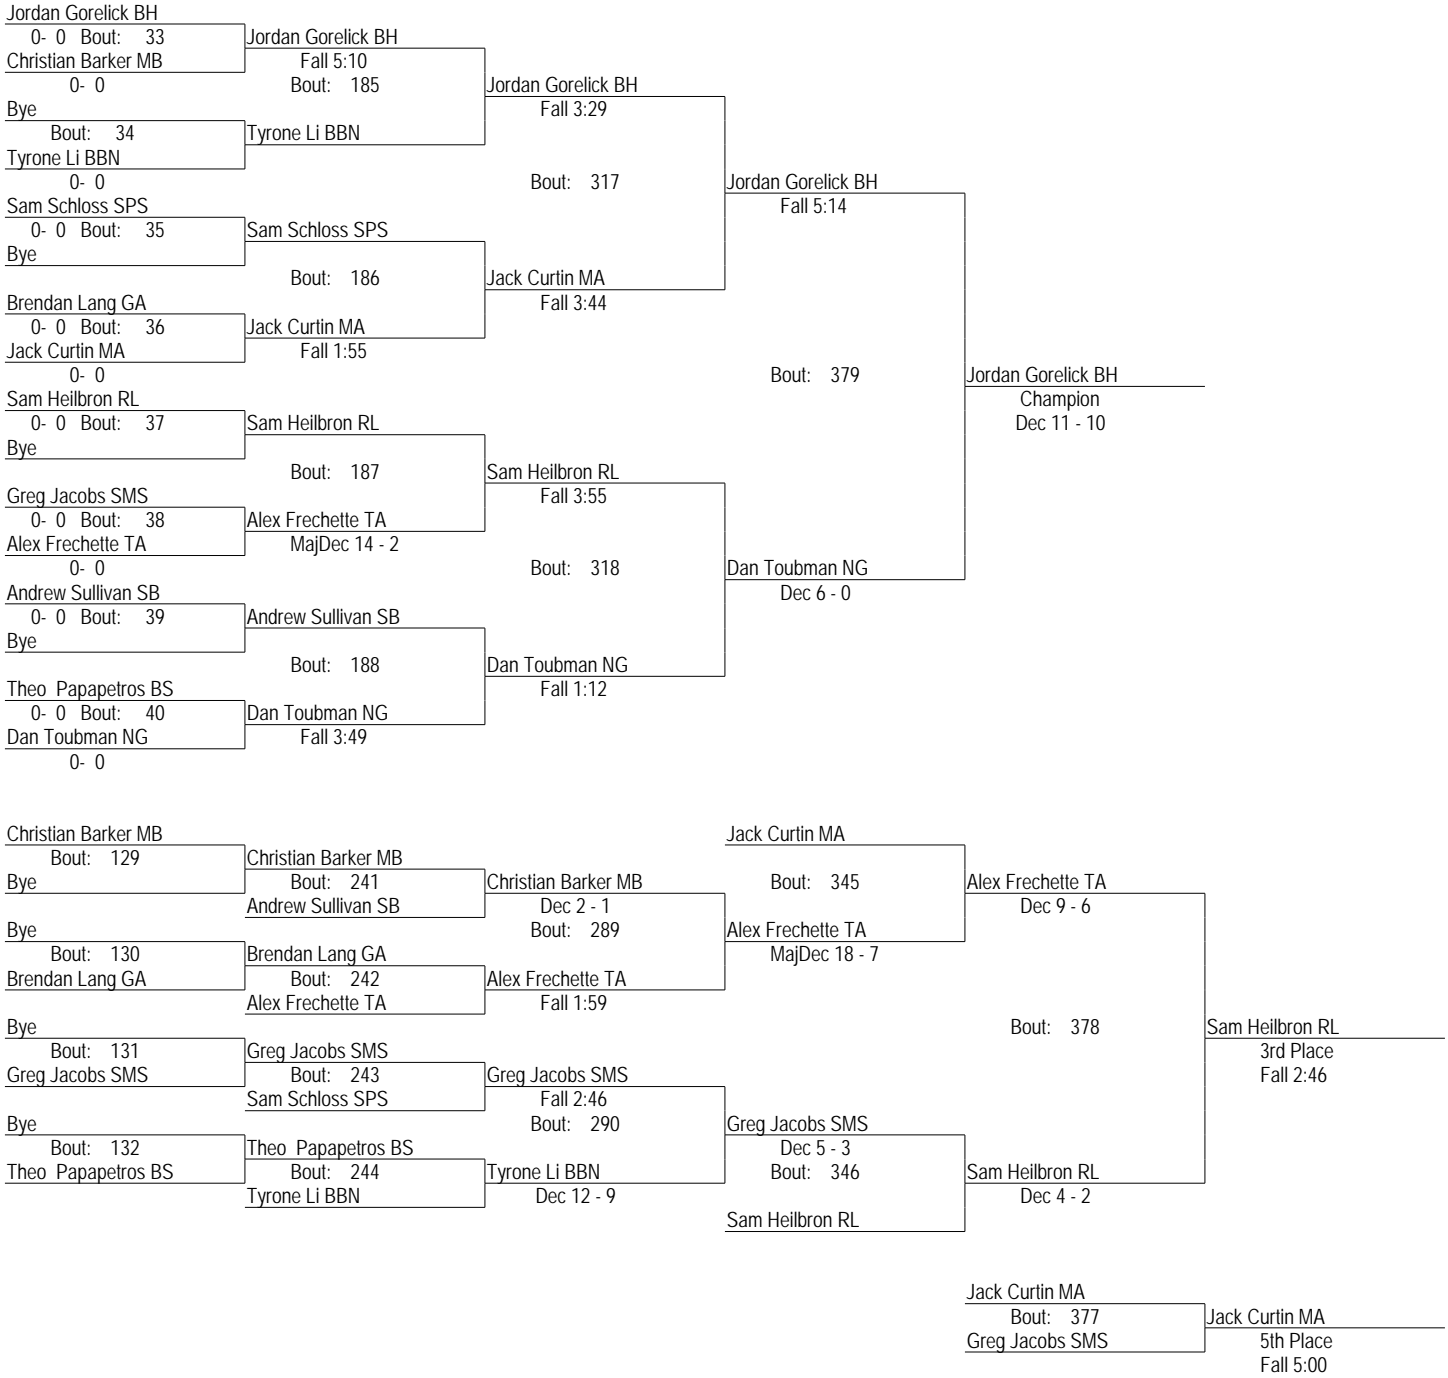 Jordan Gorelick BH
0- 0 Bout: 33
Jordan Gorelick BH
Christian Barker MB
Fall 5:10
0- 0
Bout: 185
Jordan Gorelick BH
Bye
Fall 3:29
Bout: 34
Tyrone Li BBN
Tyrone Li BBN
0- 0
Bout: 317
Jordan Gorelick BH
Sam Schloss SPS
Fall 5:14
0- 0 Bout: 35
Sam Schloss SPS
Bye
Bout: 186
Jack Curtin MA
Brendan Lang GA
Fall 3:44
0- 0 Bout: 36
Jack Curtin MA
Jack Curtin MA
Fall 1:55
0- 0
Bout: 379
Jordan Gorelick BH
Sam Heilbron RL
Champion
0- 0 Bout: 37
Sam Heilbron RL
Dec 11 - 10
Bye
Bout: 187
Sam Heilbron RL
Greg Jacobs SMS
Fall 3:55
0- 0 Bout: 38
Alex Frechette TA
Alex Frechette TA
MajDec 14 - 2
0- 0
Bout: 318
Dan Toubman NG
Andrew Sullivan SB
Dec 6 - 0
0- 0 Bout: 39
Andrew Sullivan SB
Bye
Bout: 188
Dan Toubman NG
Theo Papapetros BS
Fall 1:12
0- 0 Bout: 40
Dan Toubman NG
Dan Toubman NG
Fall 3:49
0- 0
Christian Barker MB
Jack Curtin MA
Bout: 129
Christian Barker MB
Bye
Bout: 241
Christian Barker MB
Bout: 345
Alex Frechette TA
Andrew Sullivan SB
Dec 2 - 1
Dec 9 - 6
Bye
Bout: 289
Alex Frechette TA
Bout: 130
Brendan Lang GA
MajDec 18 - 7
Brendan Lang GA
Bout: 242
Alex Frechette TA
Alex Frechette TA
Fall 1:59
Bye
Bout: 378
Sam Heilbron RL
Bout: 131
Greg Jacobs SMS
3rd Place
Greg Jacobs SMS
Bout: 243
Greg Jacobs SMS
Fall 2:46
Sam Schloss SPS
Fall 2:46
Bye
Bout: 290
Greg Jacobs SMS
Bout: 132
Theo Papapetros BS
Dec 5 - 3
Theo Papapetros BS
Bout: 244
Tyrone Li BBN
Bout: 346
Sam Heilbron RL
Tyrone Li BBN
Dec 12 - 9
Dec 4 - 2
Sam Heilbron RL
Jack Curtin MA
Bout: 377
Jack Curtin MA
Greg Jacobs SMS
5th Place
Fall 5:00